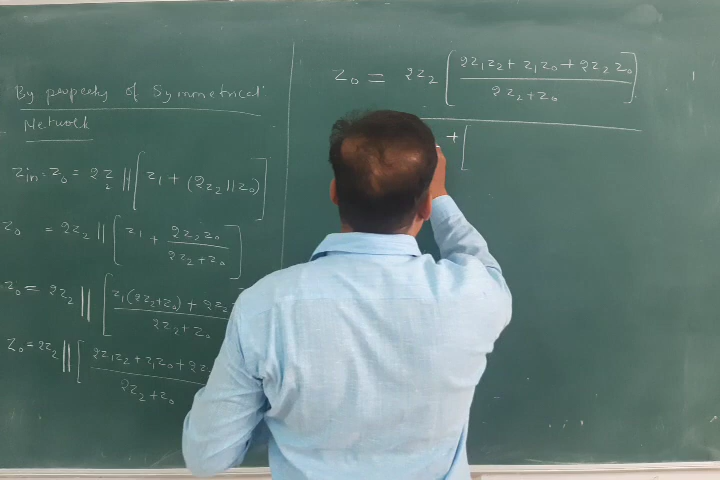 By property of Symmetrical
Network
Zin = Z₀ = 2Z₂ || [Z₁ + (2Z₂ || Z₀)]
Z₀ = 2Z₂ || [Z₁ + 2Z₂Z₀ / 2Z₂+Z₀]
Z₀ = 2Z₂ || [Z₁(2Z₂+Z₀) + 2Z₂ / 2Z₂+Z₀
Z₀ = 2Z₂ || [2Z₁Z₂ + Z₁Z₀ + 2Z₂ / 2Z₂+Z₀
Z₀ = 2Z₂ [2Z₁Z₂ + Z₁Z₀ + 2Z₂Z₀ / 2Z₂+Z₀]
+ [